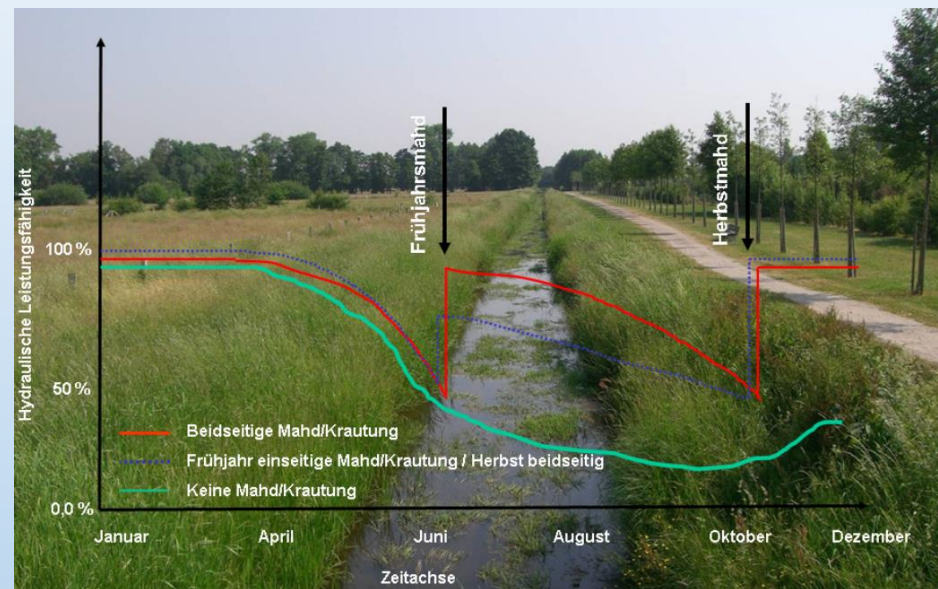 Hydraulische Leistungsfähigkeit
100 %
50 %
0,0 %
Frühjahrsmahd
Herbstmahd
Beidseitige Mahd/Krautung
Frühjahr einseitige Mahd/Krautung / Herbst beidseitig
Keine Mahd/Krautung
Januar
April
Juni
August
Oktober
Dezember
Zeitachse